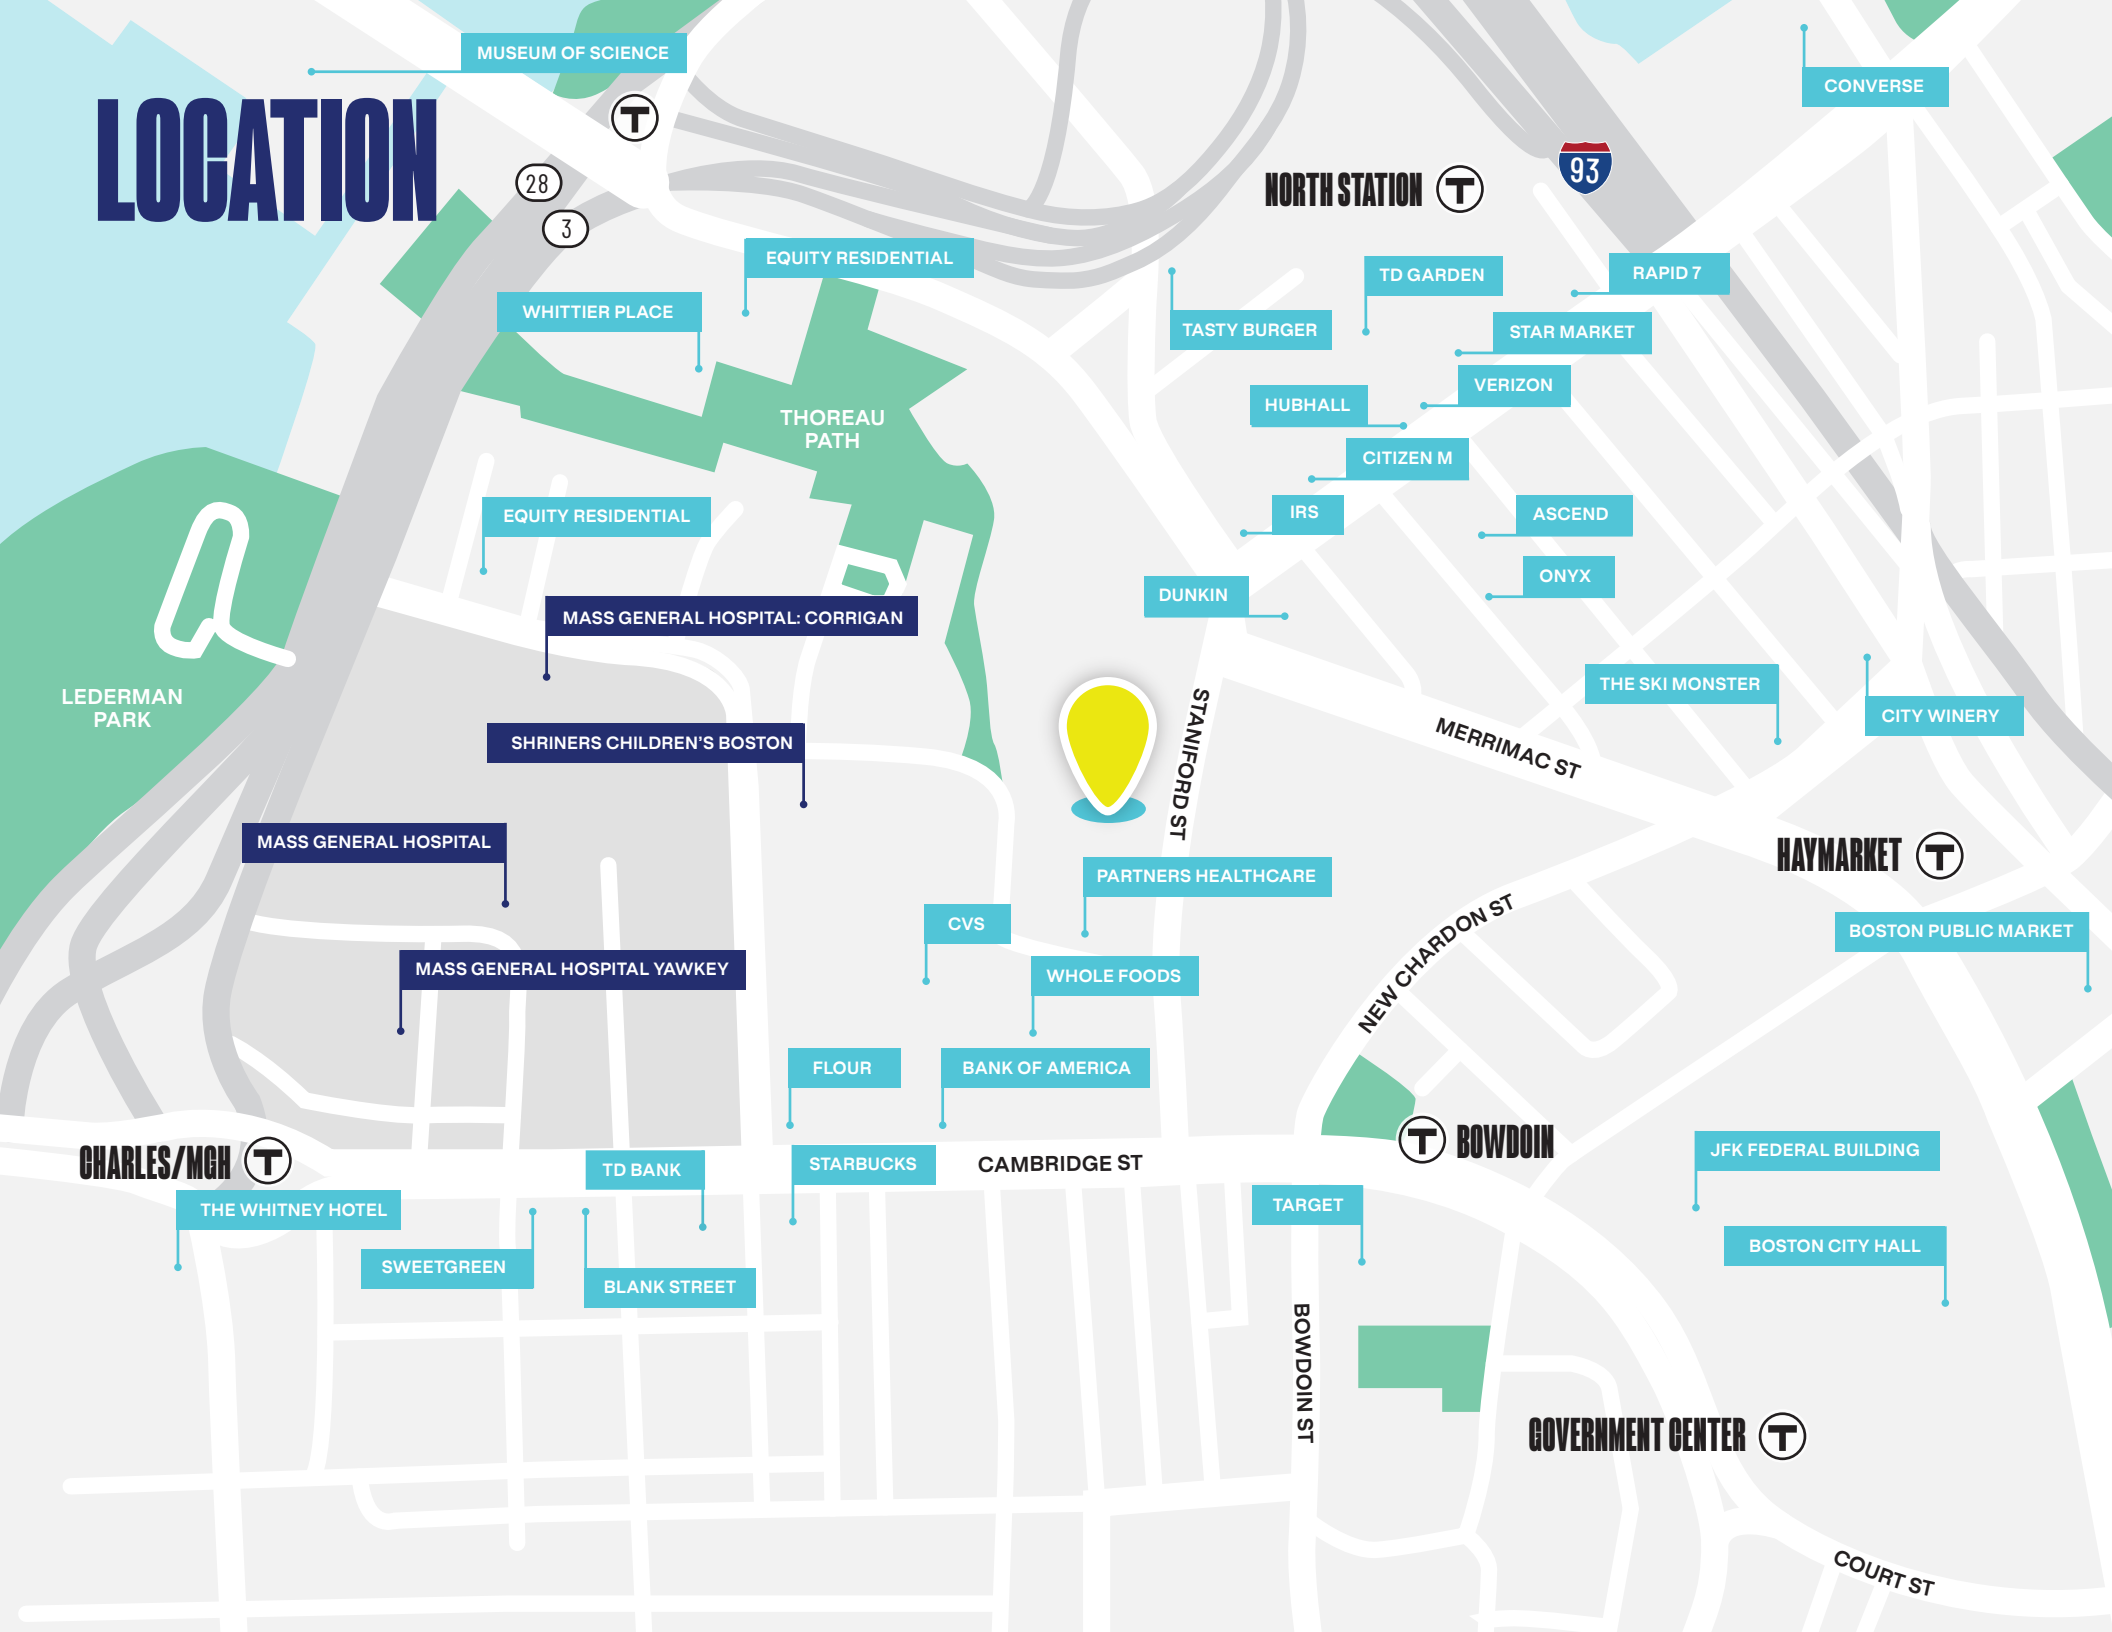 MUSEUM OF SCIENCE
CONVERSE
LOCATION
T
28
3
NORTH STATION T
93
EQUITY RESIDENTIAL
WHITTIER PLACE
TASTY BURGER
TD GARDEN
RAPID 7
STAR MARKET
VERIZON
HUBHALL
CITIZEN M
THOREAU
PATH
IRS
ASCEND
EQUITY RESIDENTIAL
ONYX
DUNKIN
MASS GENERAL HOSPITAL: CORRIGAN
LEDERMAN
PARK
THE SKI MONSTER
CITY WINERY
STANIFORD ST
MERRIMAC ST
SHRINERS CHILDREN'S BOSTON
MASS GENERAL HOSPITAL
HAYMARKET T
PARTNERS HEALTHCARE
CVS
NEW CHARDON ST
BOSTON PUBLIC MARKET
MASS GENERAL HOSPITAL YAWKEY
WHOLE FOODS
FLOUR
BANK OF AMERICA
T BOWDOIN
JFK FEDERAL BUILDING
CHARLES/MGH T
TD BANK
STARBUCKS
CAMBRIDGE ST
THE WHITNEY HOTEL
TARGET
BOSTON CITY HALL
SWEETGREEN
BLANK STREET
BOWDOIN ST
GOVERNMENT CENTER T
COURT ST